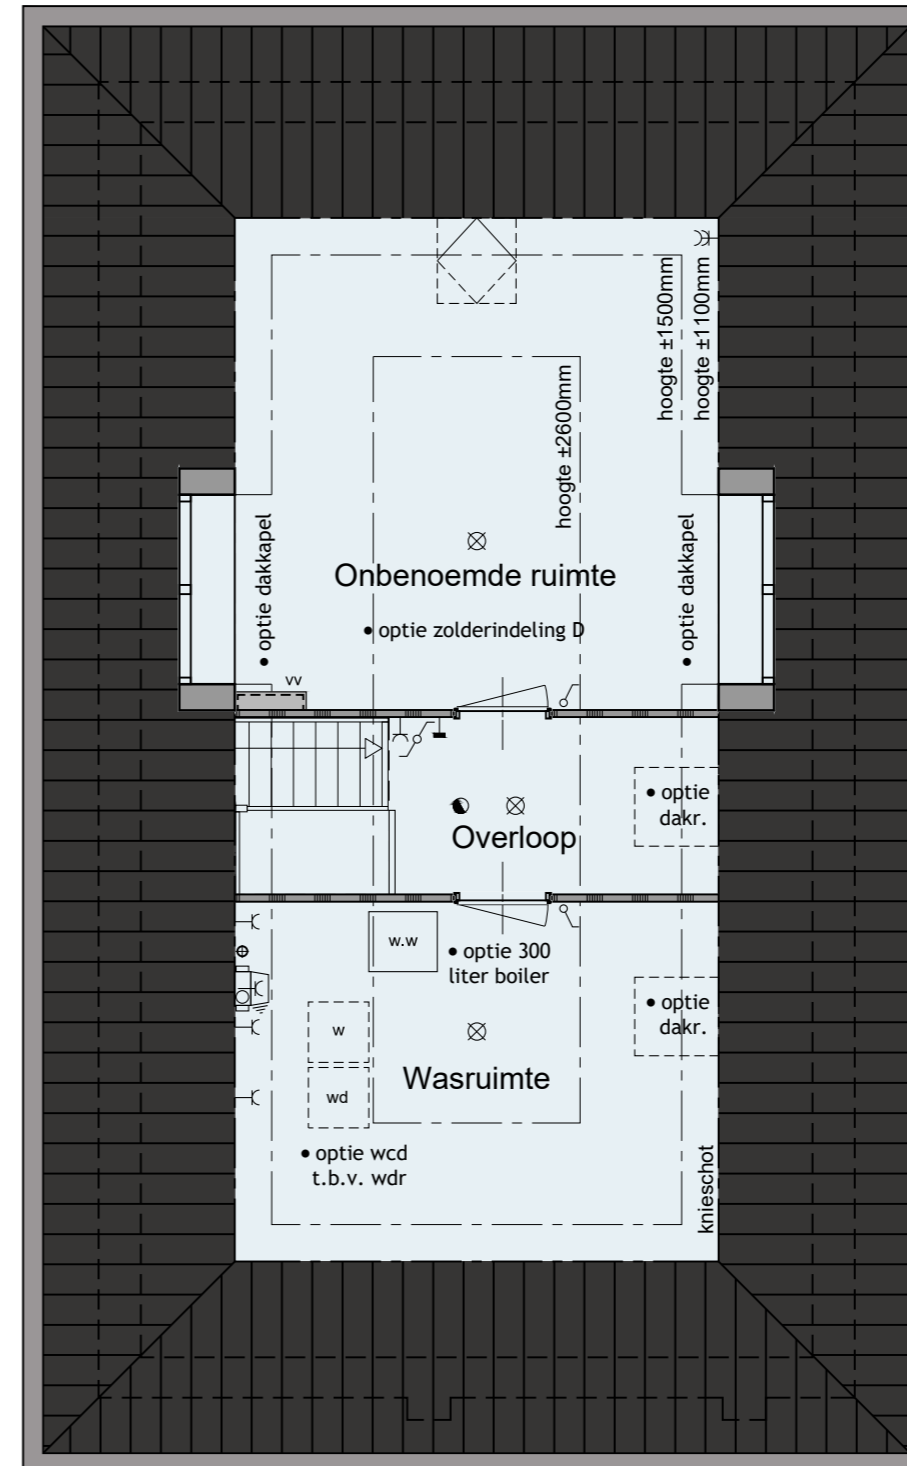 hoogte ±1500mm
hoogte ±1100mm
hoogte ±2600mm
• optie dakkapel
Onbenoemde ruimte
• optie zolderindeling D
• optie dakkapel
vv
• optie
dakr.
Overloop
w.w
• optie 300
liter boiler
• optie
dakr.
w
Wasruimte
wd
• optie wcd
t.b.v. wdr
knieschot